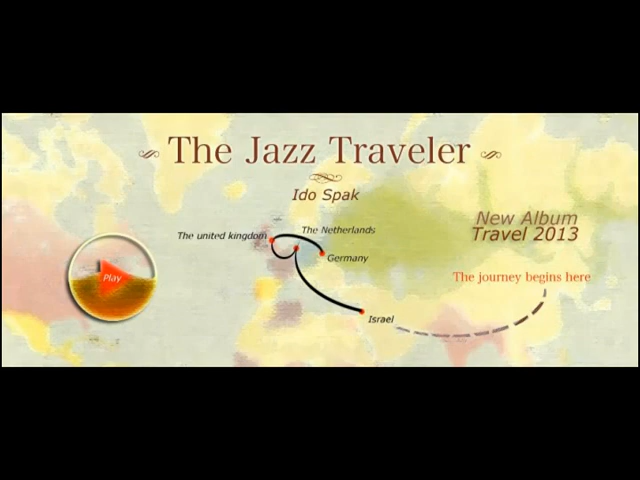 The Jazz Traveler
Ido Spak
New Album
Travel 2013
The united kingdom
The Netherlands
Germany
The journey begins here
Play
Israel